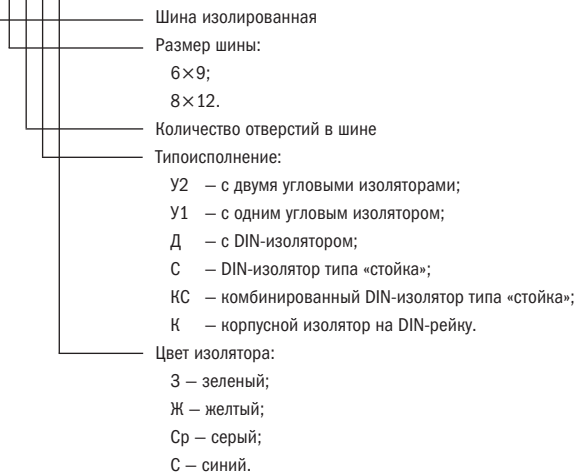 Шина изолированная
Размер шины:
6×9;
8×12.
Количество отверстий в шине
Типоисполнение:
У2 – с двумя угловыми изоляторами;
У1 – с одним угловым изолятором;
Д – с DIN-изолятором;
С – DIN-изолятор типа «стойка»;
КС – комбинированный DIN-изолятор типа «стойка»;
К – корпусной изолятор на DIN-рейку.
Цвет изолятора:
З – зеленый;
Ж – желтый;
Ср – серый;
С – синий.